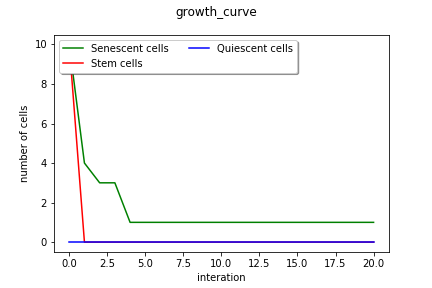 growth_curve
Senescent cells
Stem cells
Quiescent cells
number of cells
10
8
6
4
2
0
0.0 2.5 5.0 7.5 10.0 12.5 15.0 17.5 20.0
interation